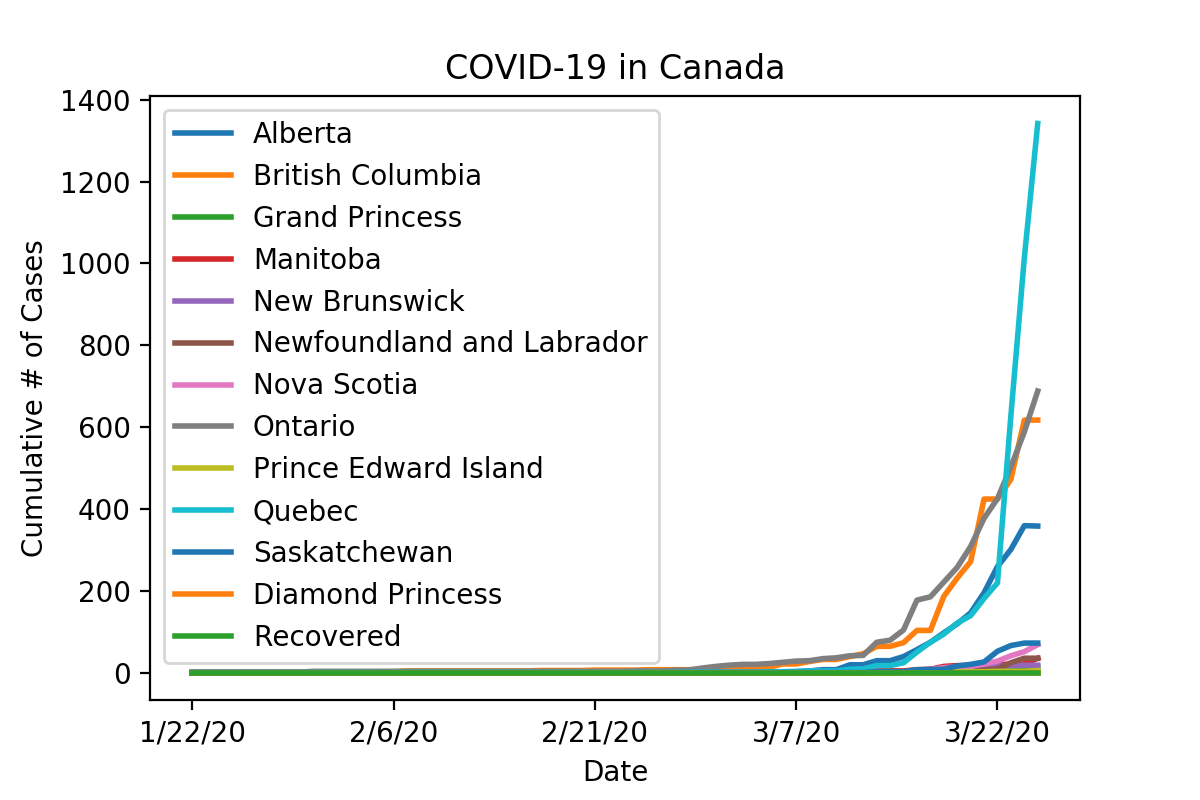 COVID-19 in Canada
1400
1200
1000
800
600
400
200
0
Cumulative # of Cases
Alberta
British Columbia
Grand Princess
Manitoba
New Brunswick
Newfoundland and Labrador
Nova Scotia
Ontario
Prince Edward Island
Quebec
Saskatchewan
Diamond Princess
Recovered
1/22/20 2/6/20 2/21/20 3/7/20 3/22/20
Date